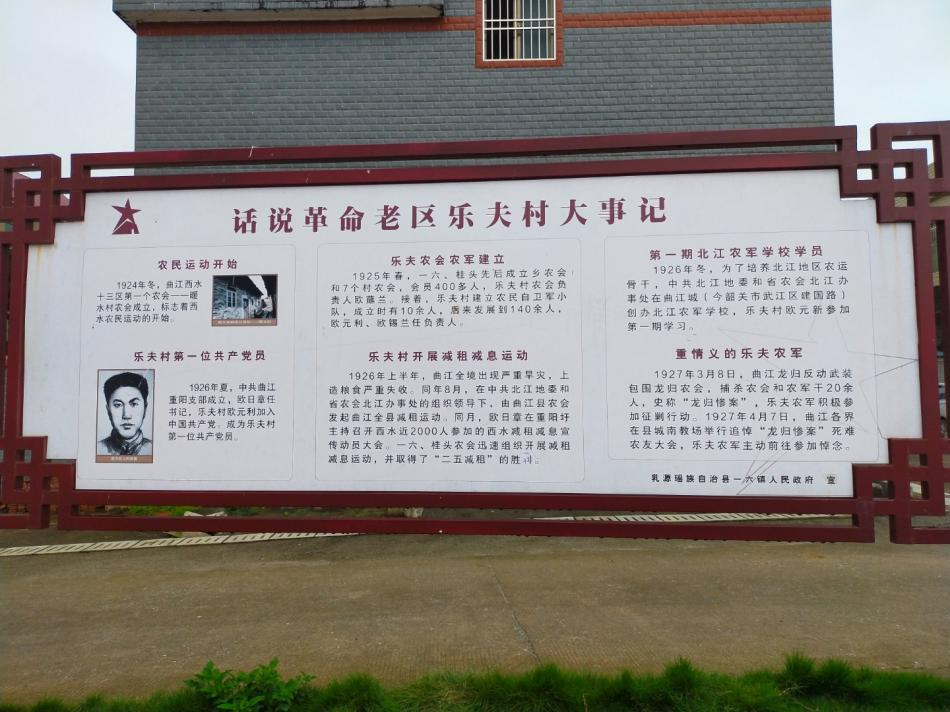 话说革命老区乐夫村大事记
农民运动开始
1924年冬，曲江西水
十三区第一个农会——暖
水村农会成立，标志着西
水农民运动的开始。
乐夫村第一位共产党员
1926年夏，中共曲江
重阳支部成立，欧日章任
书记，乐夫村欧元利加入
中国共产党。成为乐夫村
第一位共产党员。
乐夫农会农军建立
1925年春，一六、桂头先后成立乡农会
和7个村农会，会员400多人，乐夫村农会负
责人欧藤兰。接着，乐夫村建立农民自卫军小
队，成立时有10余人，盾来发展到140余人，
欧元利、欧锡兰任负责人。
乐夫村开展减租减息运动
1926年上半年，曲江全境出现严重旱灾，上
造粮食严重失收。同年8月，在中共北江地委和
省农会北江办事处的组织领导下，由曲江县农会
发起曲江全县减租运动。同月，欧日章在重阳圩
主持召开西水近2000人参加的西水减租减息宣
传动员大会。一六、桂头农会迅速组织开展减租
减息运动，并取得了“二五减租”的胜利。
第一期北江农军学校学员
1926年冬，为了培养北江地区农运
骨干，中共北江地委和省农会北江办
事处在曲江城（今韶关市武江区建国路）
创办北江农军学校，乐夫村欧元新参加
第一期学习。
重情义的乐夫农军
1927年3月8日，曲江龙归反动武装
包围龙归农会，捕杀农会和农军干20余
人，史称“龙归惨案”，乐夫农军积极参
加征剿行动。1927年4月7日，曲江各界
在县城南教场举行追悼“龙归惨案”死难
农友大会，乐夫农军主动前往参加悼念。
乳源瑶族自治县一六镇人民政府 宣